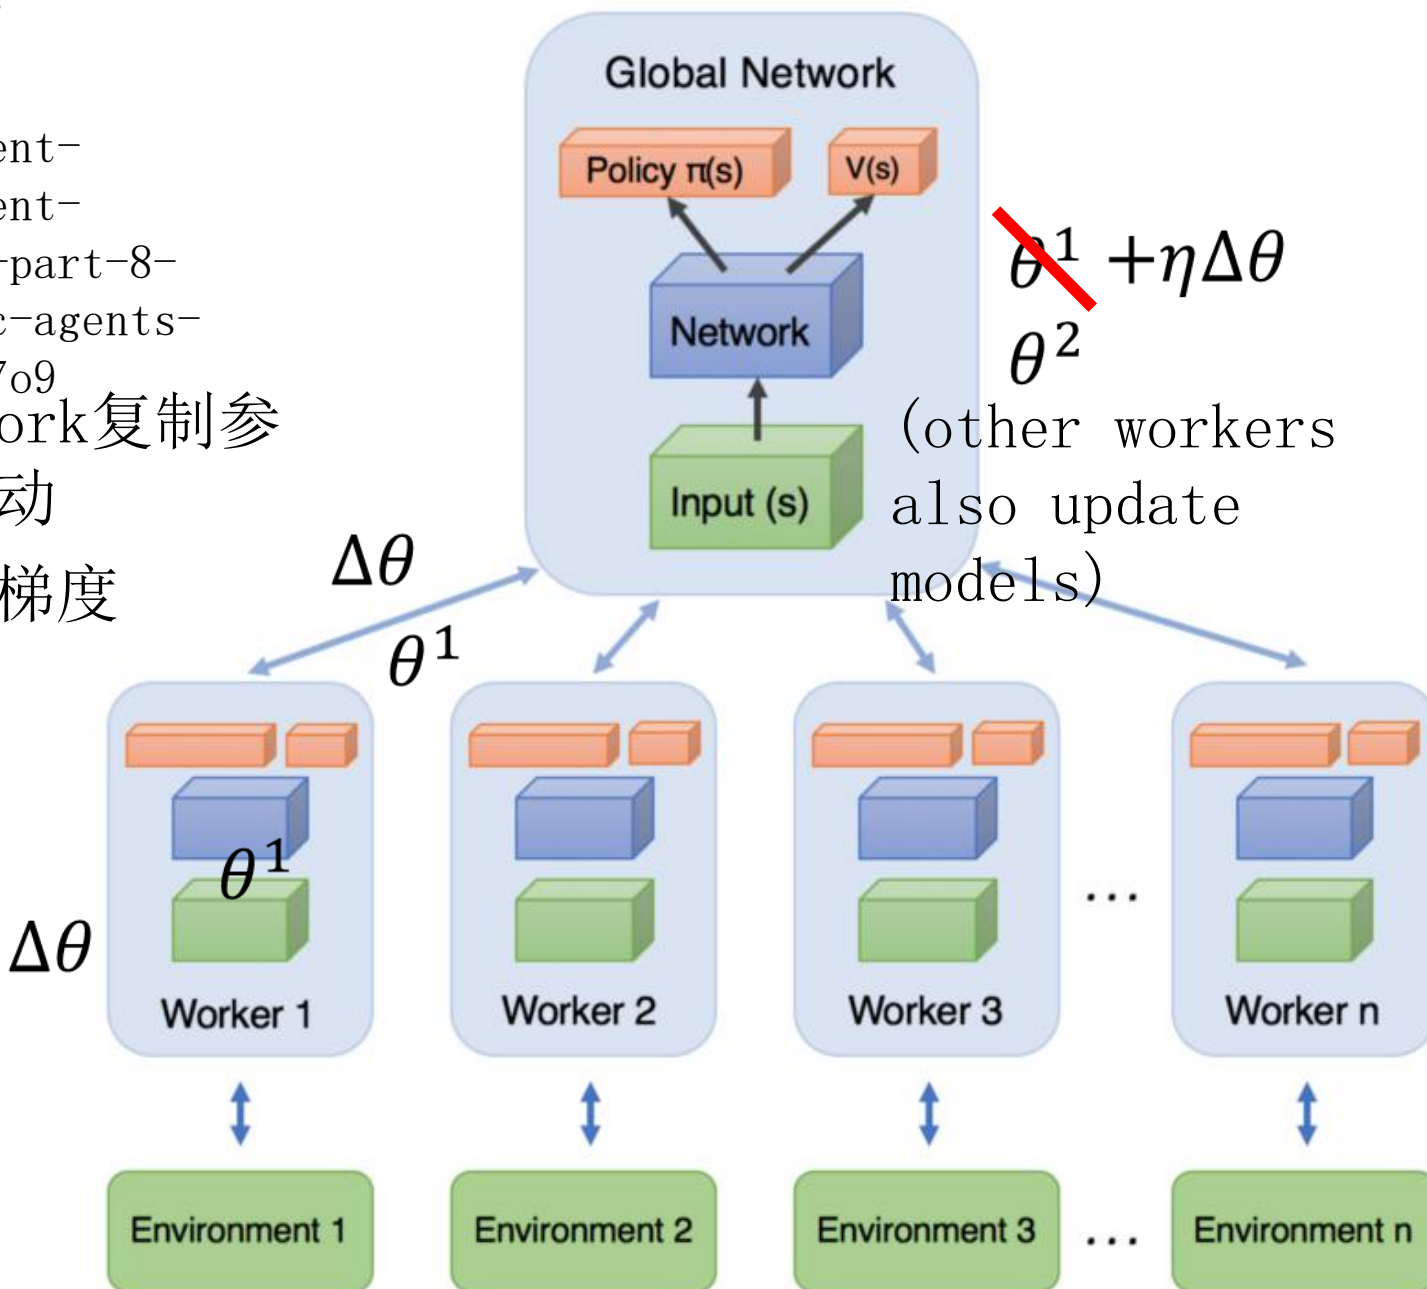 Global Network
Policy π(s)
V(s)
ent-
ent-
-part-8-
c-agents-
7o9
θ¹ +ηΔθ
Network
θ²
ork复制参
(other workers
动
Input (s)
also update
Δθ
models)
梯度
θ¹
θ¹
...
Δθ
Worker 1
Worker 2
Worker 3
Worker n
Environment 1
Environment 2
Environment 3
...
Environment n